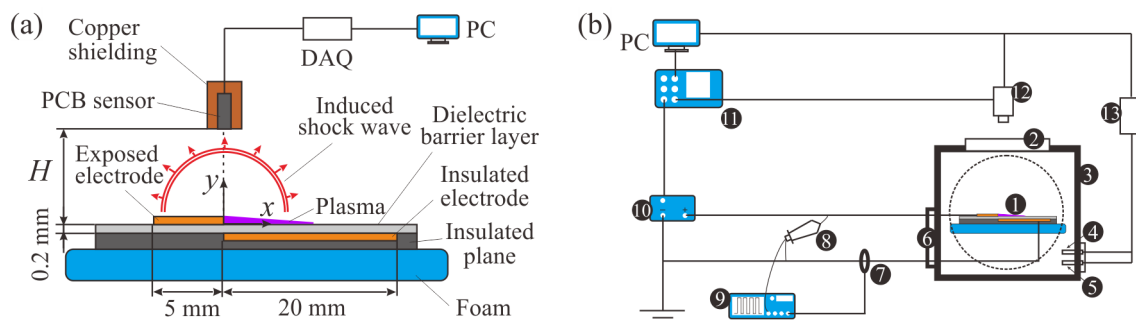 (a)
Copper
shielding
PCB sensor
DAQ
PC
Induced
shock wave
Dielectric
barrier layer
H
Exposed
electrode
Insulated
electrode
y
x
Plasma
Insulated
plane
0.2 mm
5 mm
20 mm
Foam
(b)
PC
11
12
13
2
3
10
1
4
8
6
7
5
9